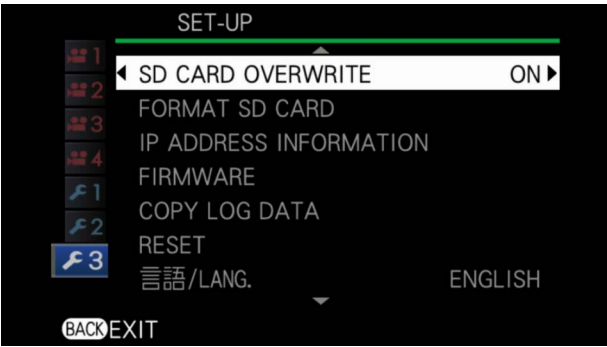 SET-UP
1
2
3
4
1
2
3
SD CARD OVERWRITE ON
FORMAT SD CARD
IP ADDRESS INFORMATION
FIRMWARE
COPY LOG DATA
RESET
言語/LANG. ENGLISH
BACK EXIT